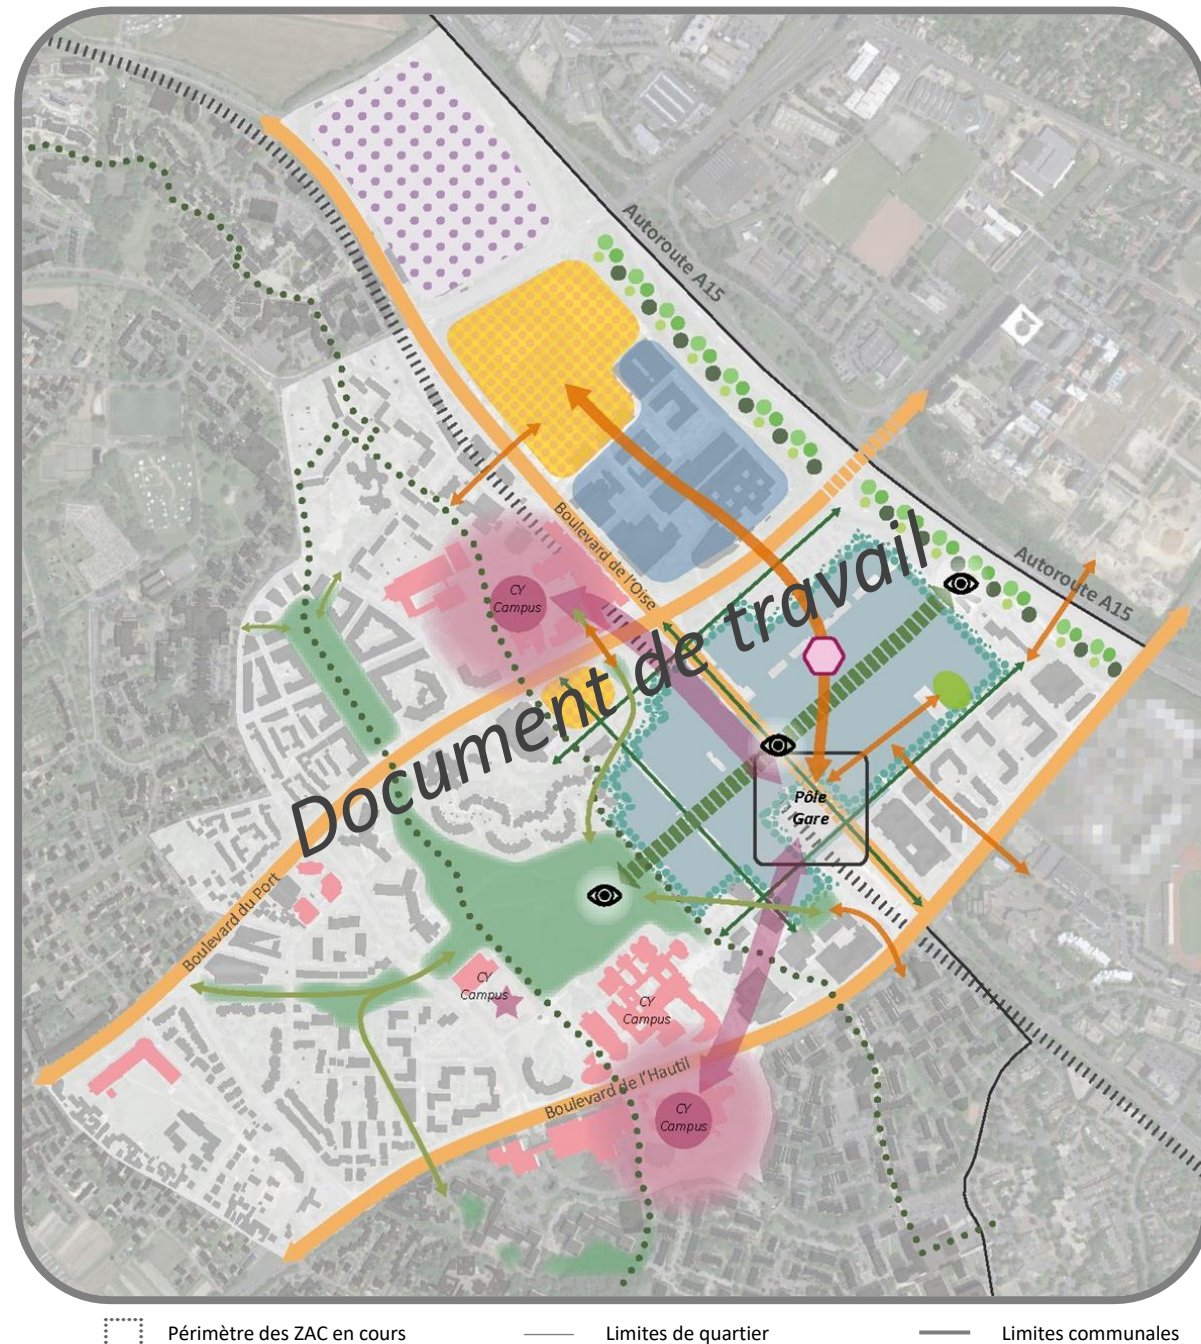 Autoroute A15
Boulevard de l'Oise
Autoroute A15
CY
Campus
Document de travail
Pôle
Gare
Boulevard du Port
CY
Campus
CY
Campus
Boulevard de l'Hautil
CY
Campus
Périmètre des ZAC en cours
Limites de quartier
Limites communales